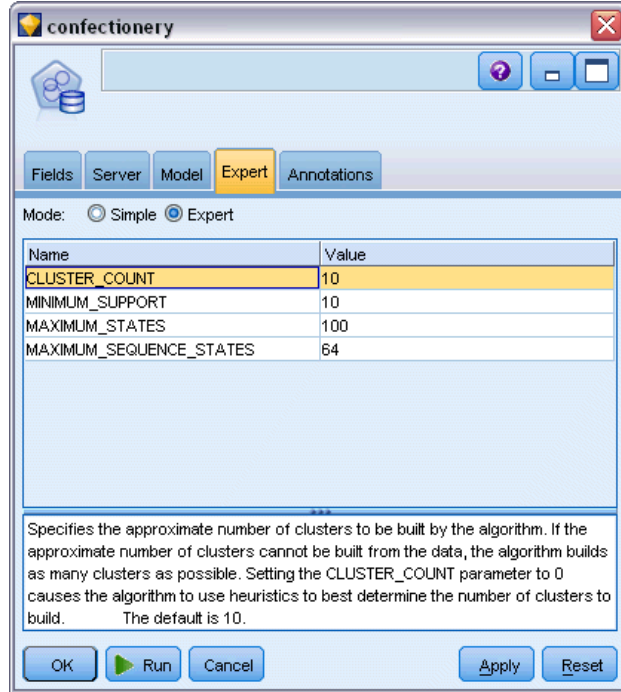 confectionery
Fields Server Model Expert Annotations
Mode: Simple Expert
Name Value
CLUSTER_COUNT 10
MINIMUM_SUPPORT 10
MAXIMUM_STATES 100
MAXIMUM_SEQUENCE_STATES 64
Specifies the approximate number of clusters to be built by the algorithm. If the
approximate number of clusters cannot be built from the data, the algorithm builds
as many clusters as possible. Setting the CLUSTER_COUNT parameter to 0
causes the algorithm to use heuristics to best determine the number of clusters to
build. The default is 10.
OK Run Cancel Apply Reset